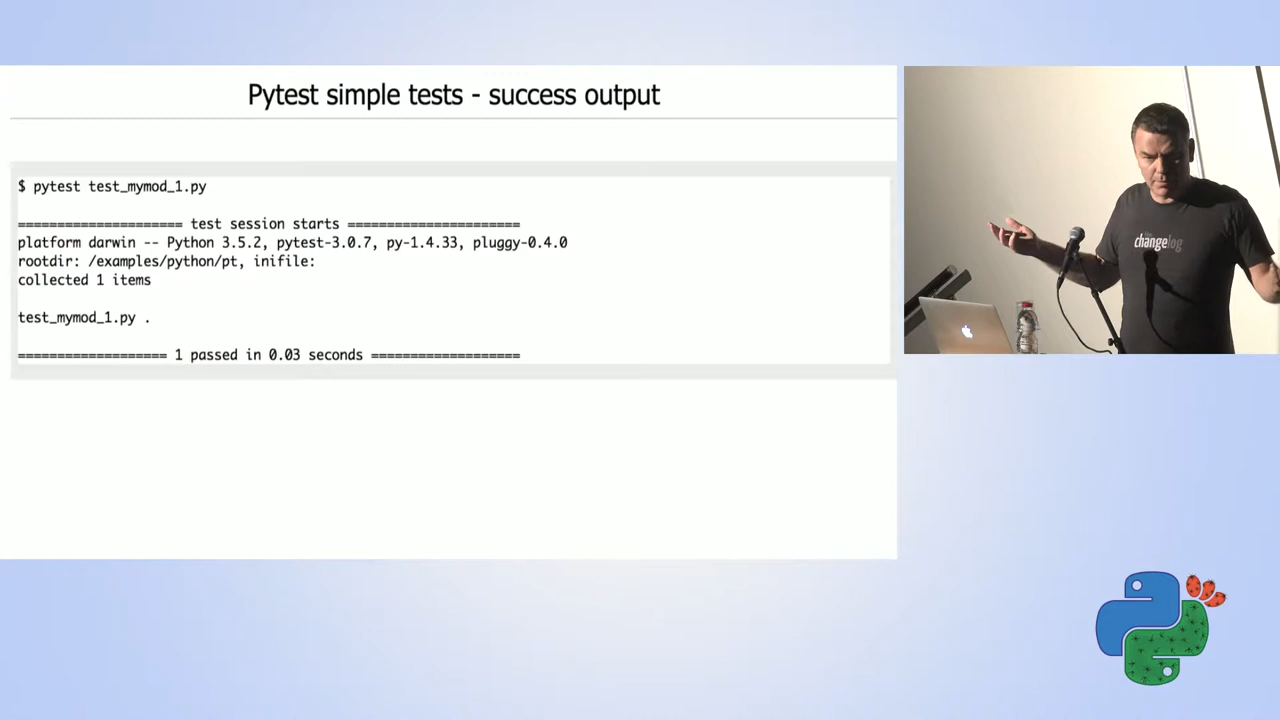 Pytest simple tests - success output
$ pytest test_mymod_1.py
===================== test session starts ======================
platform darwin -- Python 3.5.2, pytest-3.0.7, py-1.4.33, pluggy-0.4.0
rootdir: /examples/python/pt, inifile:
collected 1 items
test_mymod_1.py .
=================== 1 passed in 0.03 seconds ===================
the
changelog